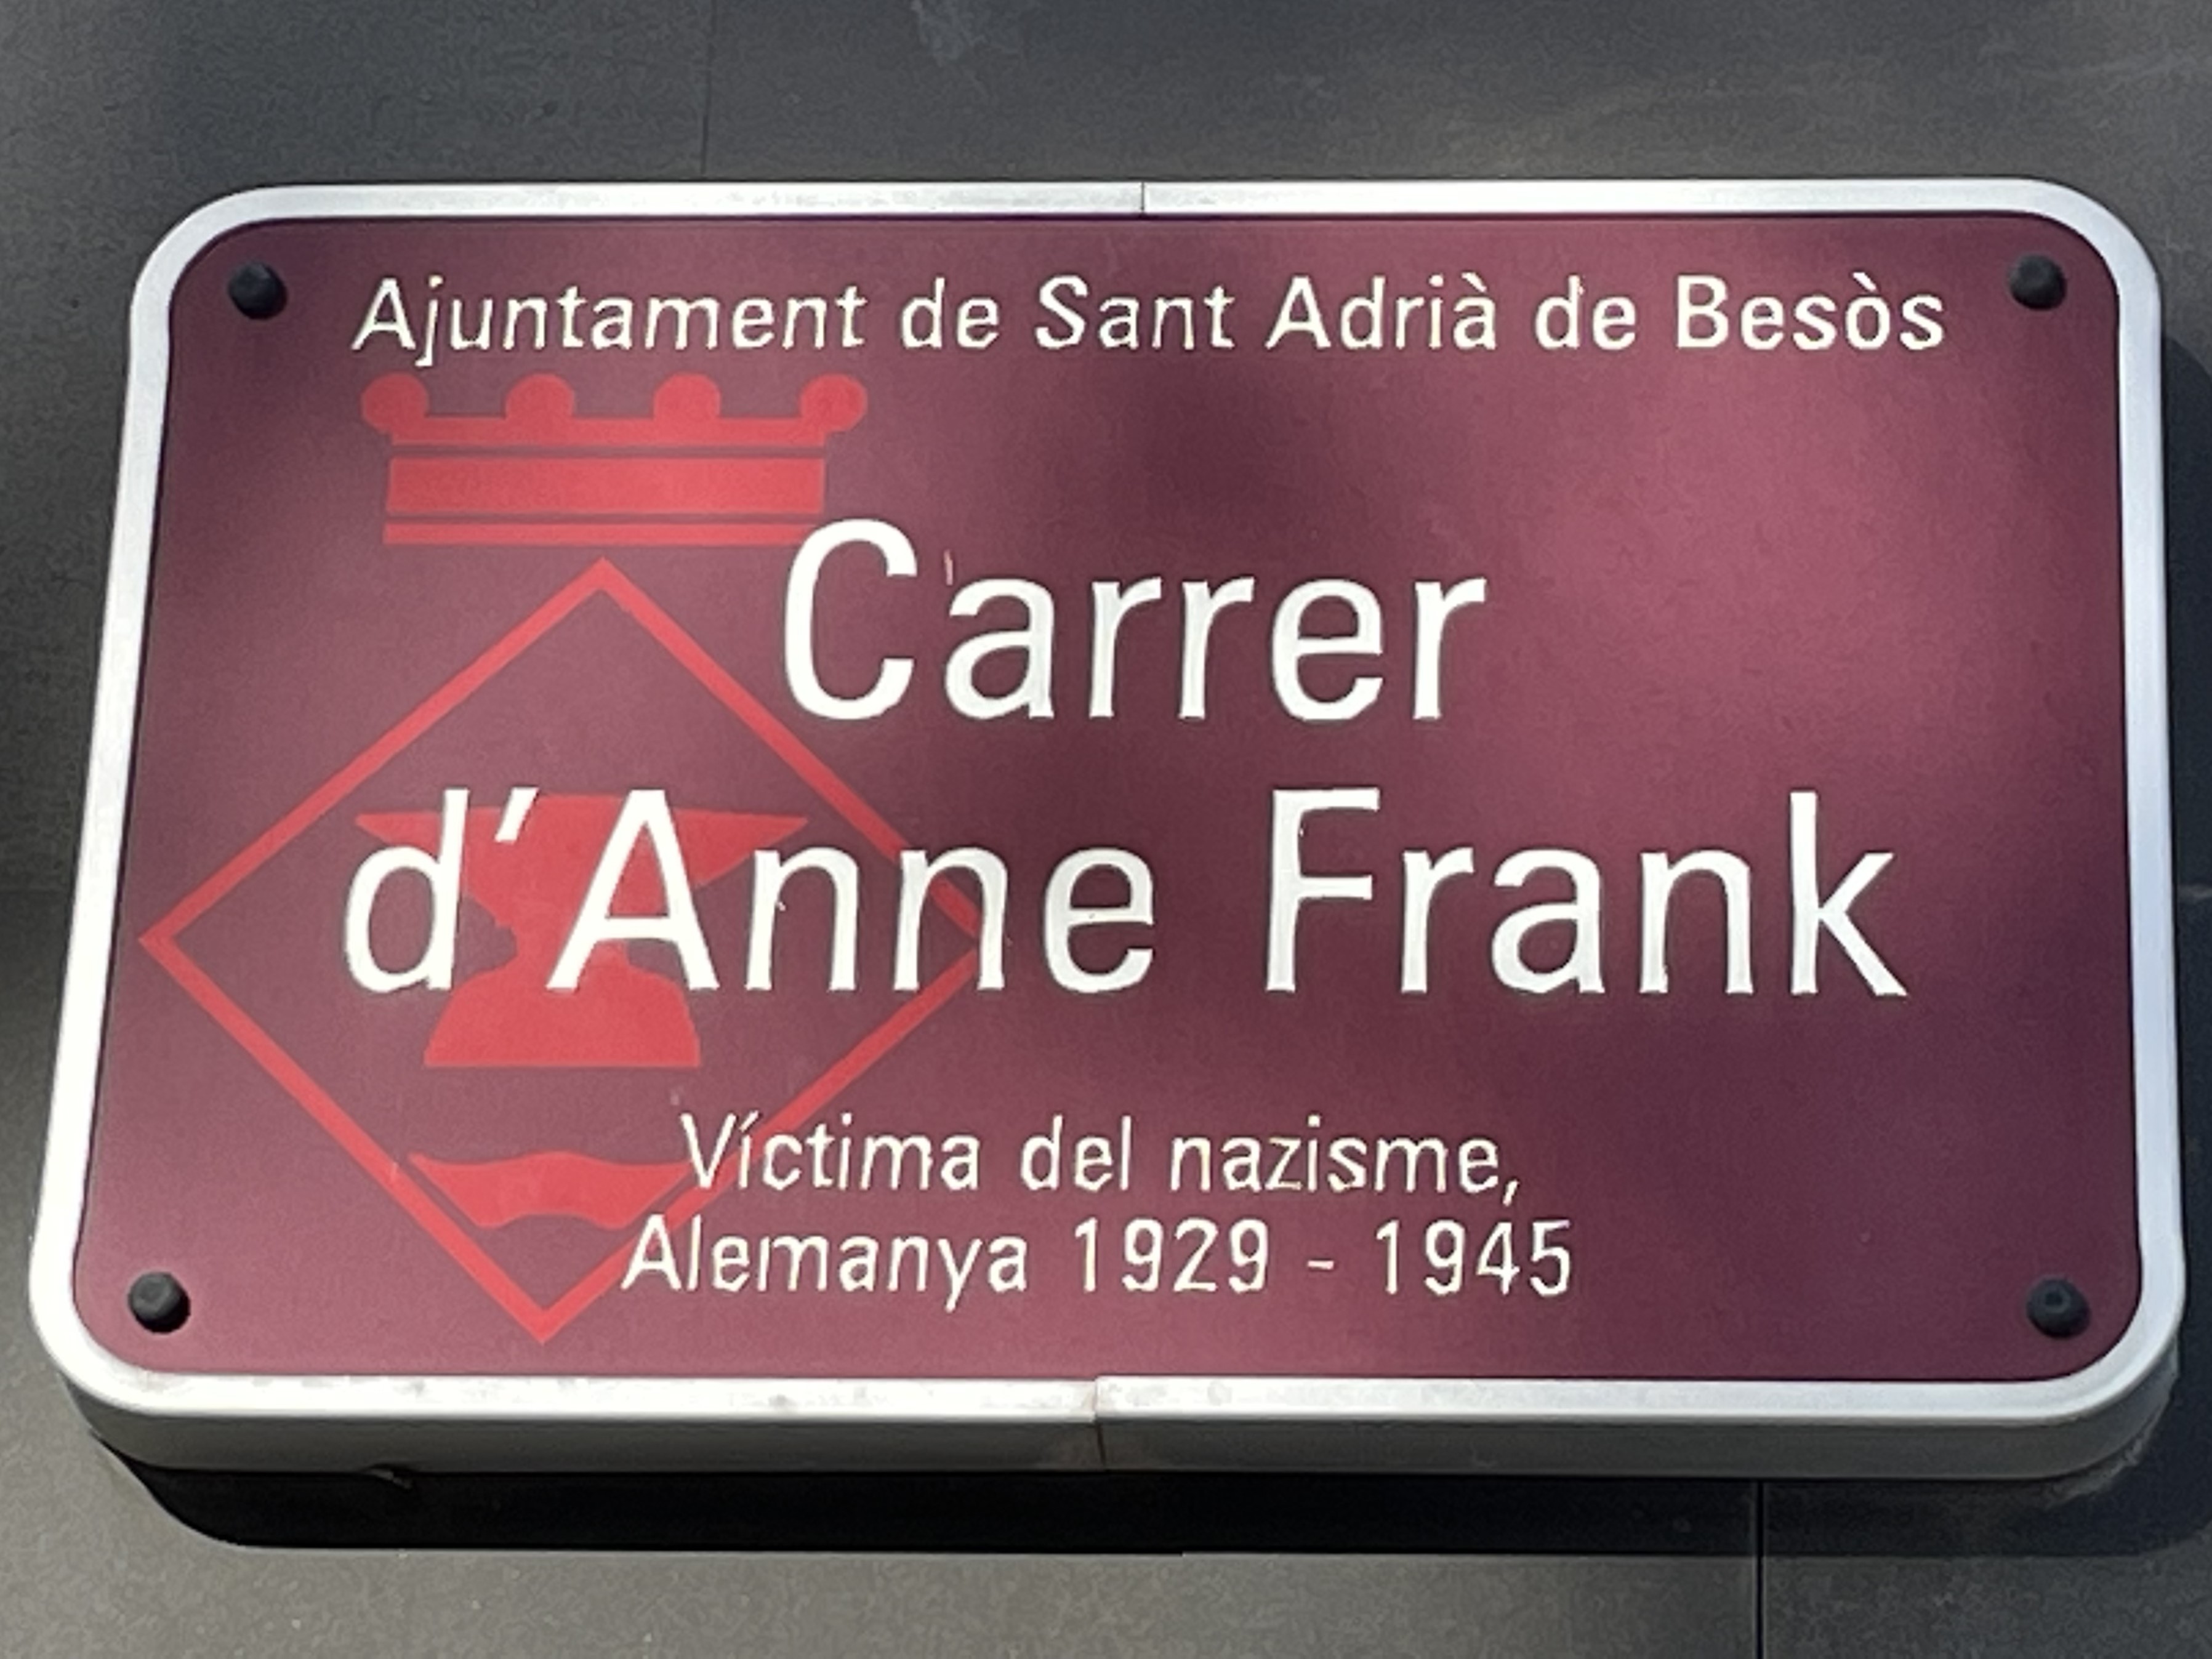 Ajuntament de Sant Adrià de Besòs
Carrer
d'Anne Frank
Víctima del nazisme,
Alemanya 1929 - 1945